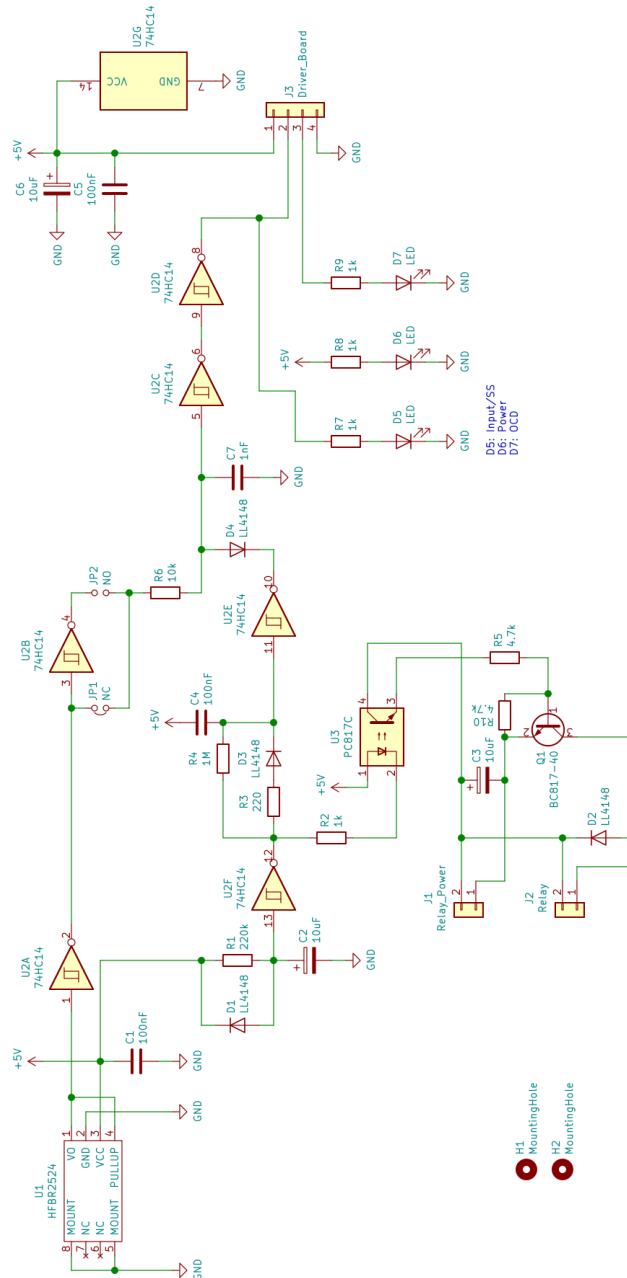 U1
HFBR2524
8
MOUNT
7
NC
6
NC
5
MOUNT
VO
1
GND
2
VCC
3
PULLUP
4
GND
GND
+5V
C1
100nF
GND
1
U2A
74HC14
2
D1
LL4148
R1
220k
C2
10uF
+
GND
13
U2F
74HC14
12
R2
1k
R3
220
D3
LL4148
R4
1M
C4
100nF
+5V
JP1
NC
3
U2B
74HC14
4
JP2
NO
R6
10k
11
U2E
74HC14
10
D4
LL4148
C7
1nF
GND
5
U2C
74HC14
6
9
U2D
74HC14
8
+5V
C6
10uF
+
GND
C5
100nF
GND
14
VCC
GND
7
U2G
74HC14
GND
J3
Driver_Board
1
2
3
4
GND
R7
1k
D5
LED
GND
+5V
R8
1k
D6
LED
GND
R9
1k
D7
LED
GND
D5: Input/SS
D6: Power
D7: OCD
+5V
U3
PC817C
1
2
3
4
R5
4.7k
R10
4.7k
1
2
3
Q1
BC817-40
C3
10uF
+
D2
LL4148
J1
Relay_Power
2
1
J2
Relay
2
1
H1
MountingHole
H2
MountingHole